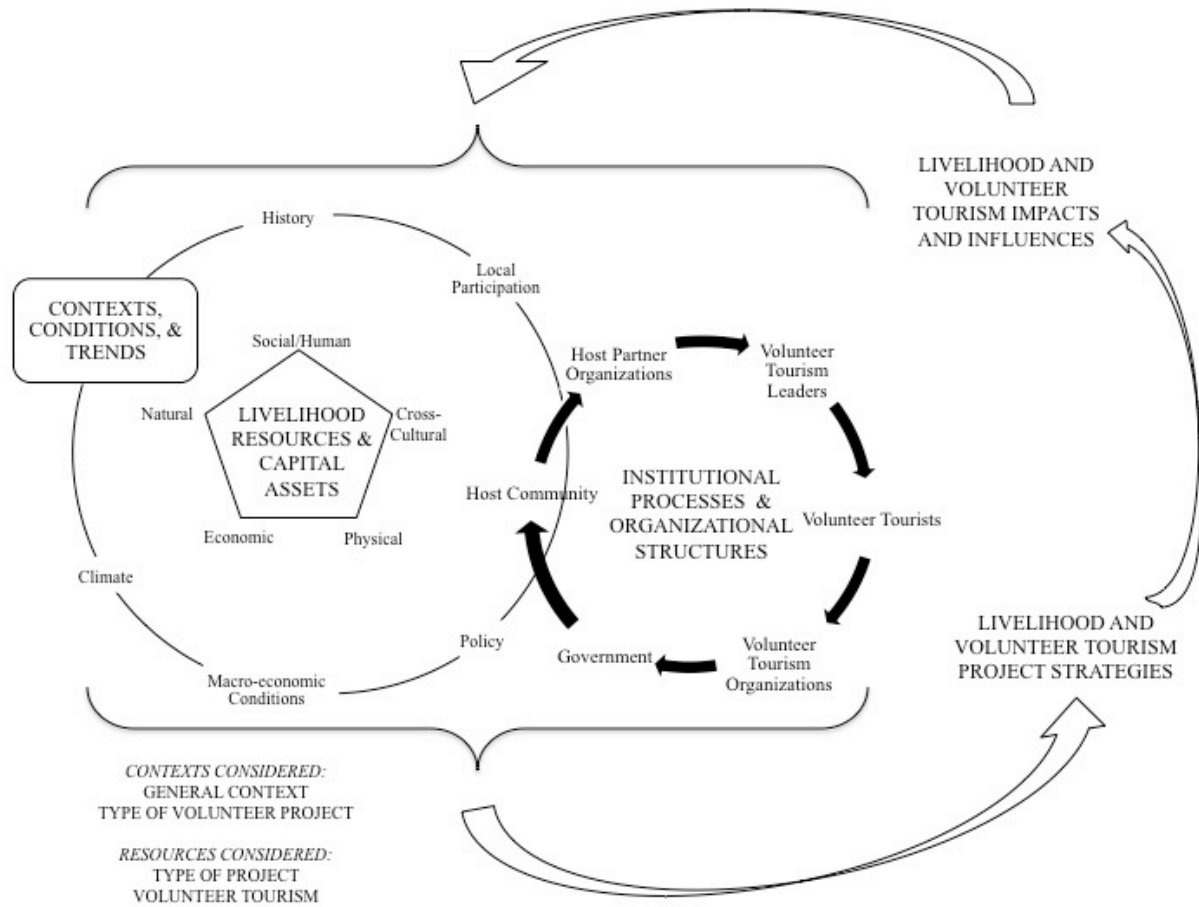 LIVELIHOOD AND
VOLUNTEER
TOURISM IMPACTS
AND INFLUENCES
History
Local
Participation
CONTEXTS,
CONDITIONS, &
TRENDS
Social/Human
Natural
Cross-
Cultural
LIVELIHOOD
RESOURCES &
CAPITAL
ASSETS
Economic
Physical
Host Partner
Organizations
Volunteer
Tourism
Leaders
Host Community
INSTITUTIONAL
PROCESSES &
ORGANIZATIONAL
STRUCTURES
Volunteer Tourists
Climate
Policy
Government
Volunteer
Tourism
Organizations
Macro-economic
Conditions
LIVELIHOOD AND
VOLUNTEER TOURISM
PROJECT STRATEGIES
CONTEXTS CONSIDERED:
GENERAL CONTEXT
TYPE OF VOLUNTEER PROJECT
RESOURCES CONSIDERED:
TYPE OF PROJECT
VOLUNTEER TOURISM